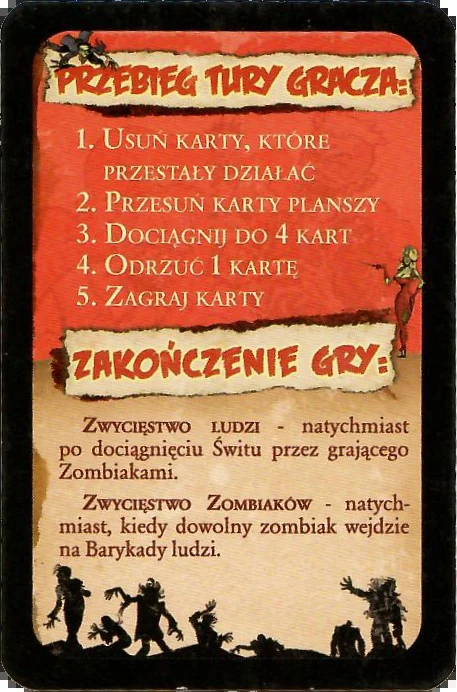 PRZEBIEG TURY GRACZA:
1. Usuń karty, które
przestały działać
2. Przesuń karty planszy
3. Dociągnij do 4 kart
4. Odrzuć 1 kartę
5. Zagraj karty
ZAKOŃCZENIE GRY:
Zwycięstwo ludzi - natychmiast
po dociągnięciu Świtu przez grającego
Zombiakami.
Zwycięstwo Zombiaków - natych-
miast, kiedy dowolny zombiak wejdzie
na Barykady ludzi.